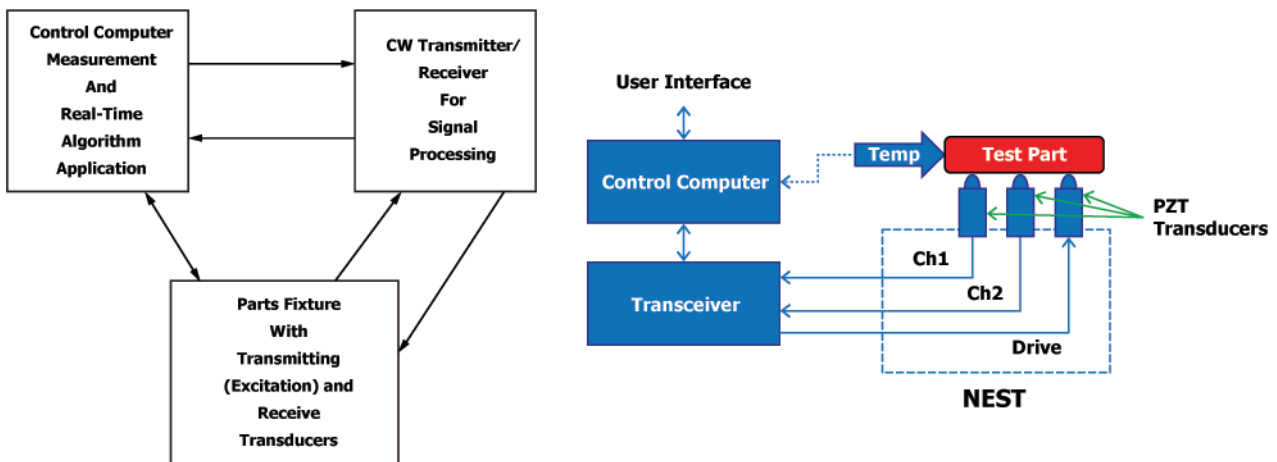 Control Computer
Measurement
And
Real-Time
Algorithm
Application
CW Transmitter/
Receiver
For
Signal
Processing
Parts Fixture
With
Transmitting
(Excitation) and
Receive
Transducers
User Interface
Control Computer
Temp
Test Part
PZT
Transducers
Transceiver
Ch1
Ch2
Drive
NEST